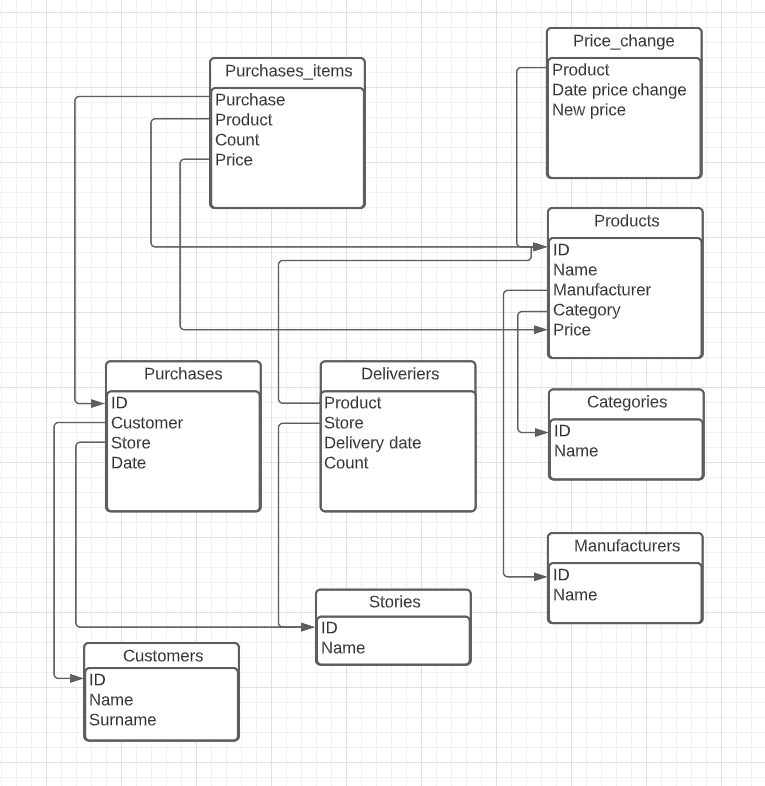 Purchases_items
Purchase
Product
Count
Price
Price_change
Product
Date price change
New price
Products
ID
Name
Manufacturer
Category
Price
Purchases
ID
Customer
Store
Date
Deliveriers
Product
Store
Delivery date
Count
Categories
ID
Name
Manufacturers
ID
Name
Stories
ID
Name
Customers
ID
Name
Surname